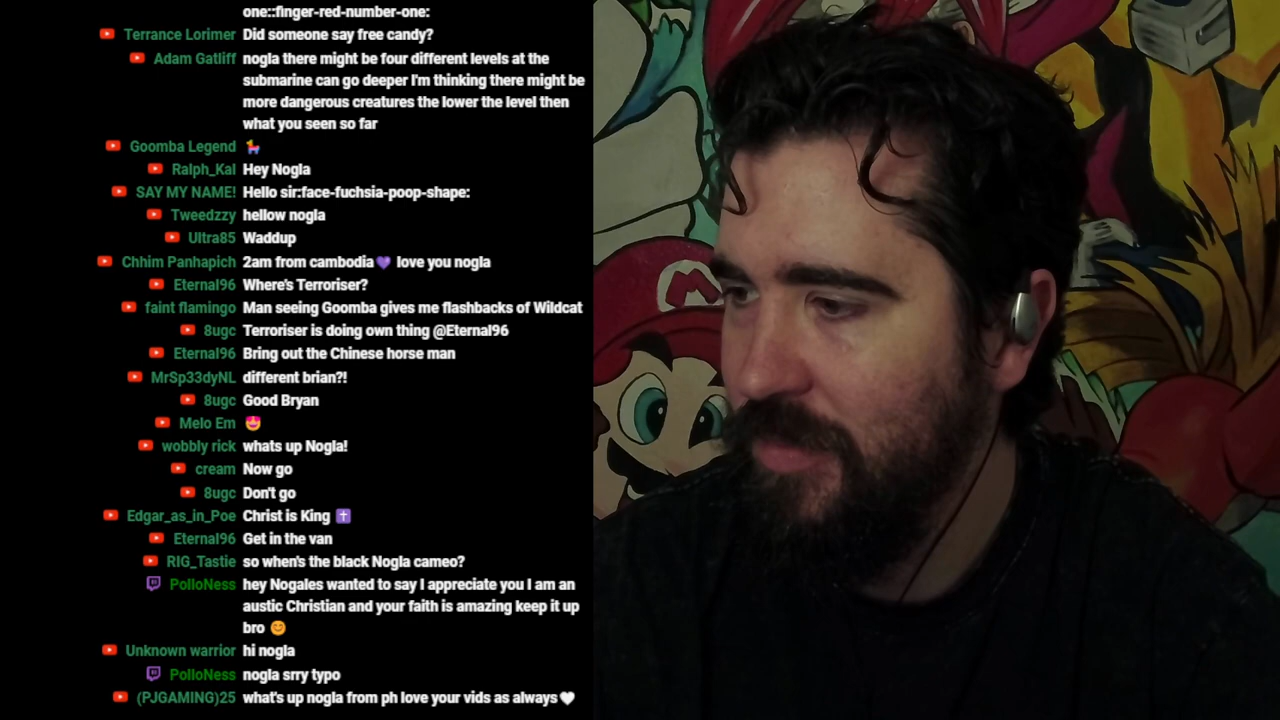 one::finger-red-number-one:
Terrance Lorimer Did someone say free candy?
Adam Gatliff nogla there might be four different levels at the
submarine can go deeper I'm thinking there might be
more dangerous creatures the lower the level then
what you seen so far
Goomba Legend 🪅
Ralph_Kal Hey Nogla
SAY MY NAME! Hello sir:face-fuchsia-poop-shape:
Tweedzzy hellow nogla
Ultra85 Waddup
Chhim Panhapich 2am from cambodia💜 love you nogla
Eternal96 Where's Terroriser?
faint flamingo Man seeing Goomba gives me flashbacks of Wildcat
8ugc Terroriser is doing own thing @Eternal96
Eternal96 Bring out the Chinese horse man
MrSp33dyNL different brian?!
8ugc Good Bryan
Melo Em 🤩
wobbly rick whats up Nogla!
cream Now go
8ugc Don't go
Edgar_as_in_Poe Christ is King ✝️
Eternal96 Get in the van
RIG_Tastie so when's the black Nogla cameo?
PolloNess hey Nogales wanted to say I appreciate you I am an
austic Christian and your faith is amazing keep it up
bro 😊
Unknown warrior hi nogla
PolloNess nogla srry typo
(PJGAMING)25 what's up nogla from ph love your vids as always🤍
M